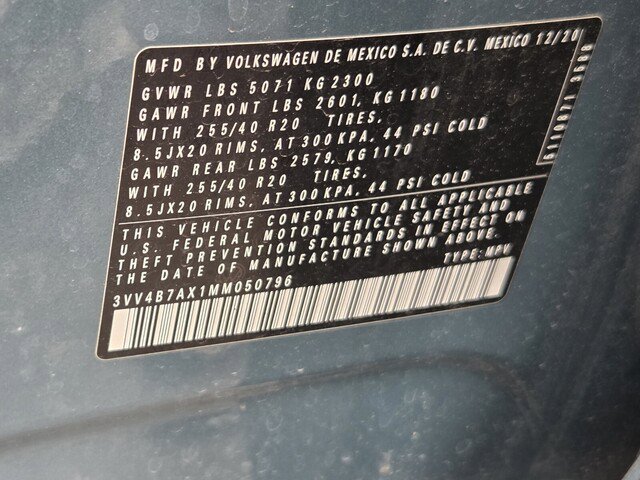 MFD BY VOLKSWAGEN DE MEXICO S.A. DE C.V. MEXICO 12/20
GVWR LBS 5071 KG 2300
GAWR FRONT LBS 2601, KG 1180
WITH 255/40 R20 TIRES,
8.5JX20 RIMS, AT 300 KPA, 44 PSI COLD
GAWR REAR LBS 2579, KG 1170
WITH 255/40 R20 TIRES,
8.5JX20 RIMS, AT 300 KPA, 44 PSI COLD
THIS VEHICLE CONFORMS TO ALL APPLICABLE
U.S. FEDERAL MOTOR VEHICLE SAFETY AND
THEFT PREVENTION STANDARDS IN EFFECT ON
THE DATE OF MANUFACTURE SHOWN ABOVE.
TYPE: MPV
3VV4B7AX1MM050796